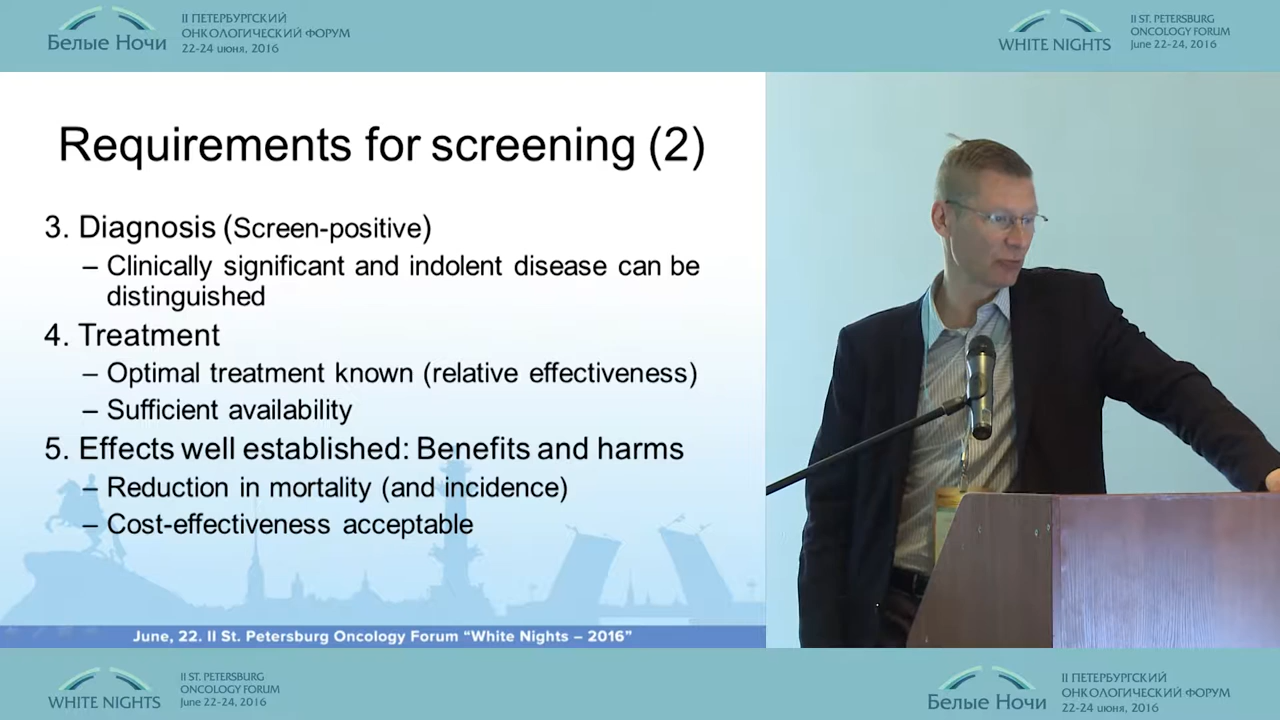 Белые Ночи
II ПЕТЕРБУРГСКИЙ
ОНКОЛОГИЧЕСКИЙ ФОРУМ
22-24 июня, 2016
WHITE NIGHTS
II ST. PETERSBURG
ONCOLOGY FORUM
June 22-24, 2016
Requirements for screening (2)
3. Diagnosis (Screen-positive)
– Clinically significant and indolent disease can be
distinguished
4. Treatment
– Optimal treatment known (relative effectiveness)
– Sufficient availability
5. Effects well established: Benefits and harms
– Reduction in mortality (and incidence)
– Cost-effectiveness acceptable
June, 22. II St. Petersburg Oncology Forum “White Nights – 2016”
WHITE NIGHTS
II ST. PETERSBURG
ONCOLOGY FORUM
June 22-24, 2016
Белые Ночи
II ПЕТЕРБУРГСКИЙ
ОНКОЛОГИЧЕСКИЙ ФОРУМ
22-24 июня, 2016